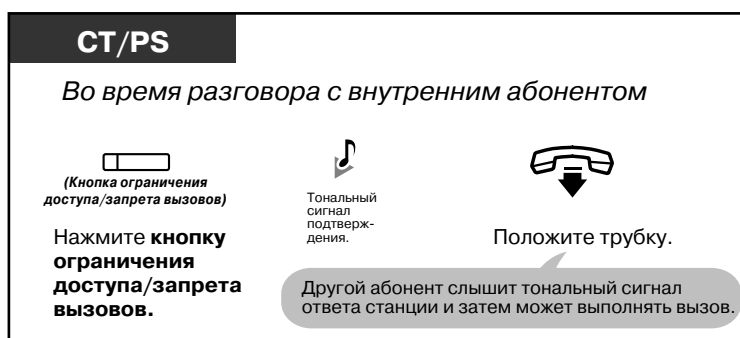 CT/PS
Во время разговора с внутренним абонентом
(Кнопка ограничения
доступа/запрета вызовов)
Нажмите кнопку
ограничения
доступа/запрета
вызовов.
Тональный
сигнал
подтверж-
дения.
Положите трубку.
Другой абонент слышит тональный сигнал
ответа станции и затем может выполнять вызов.